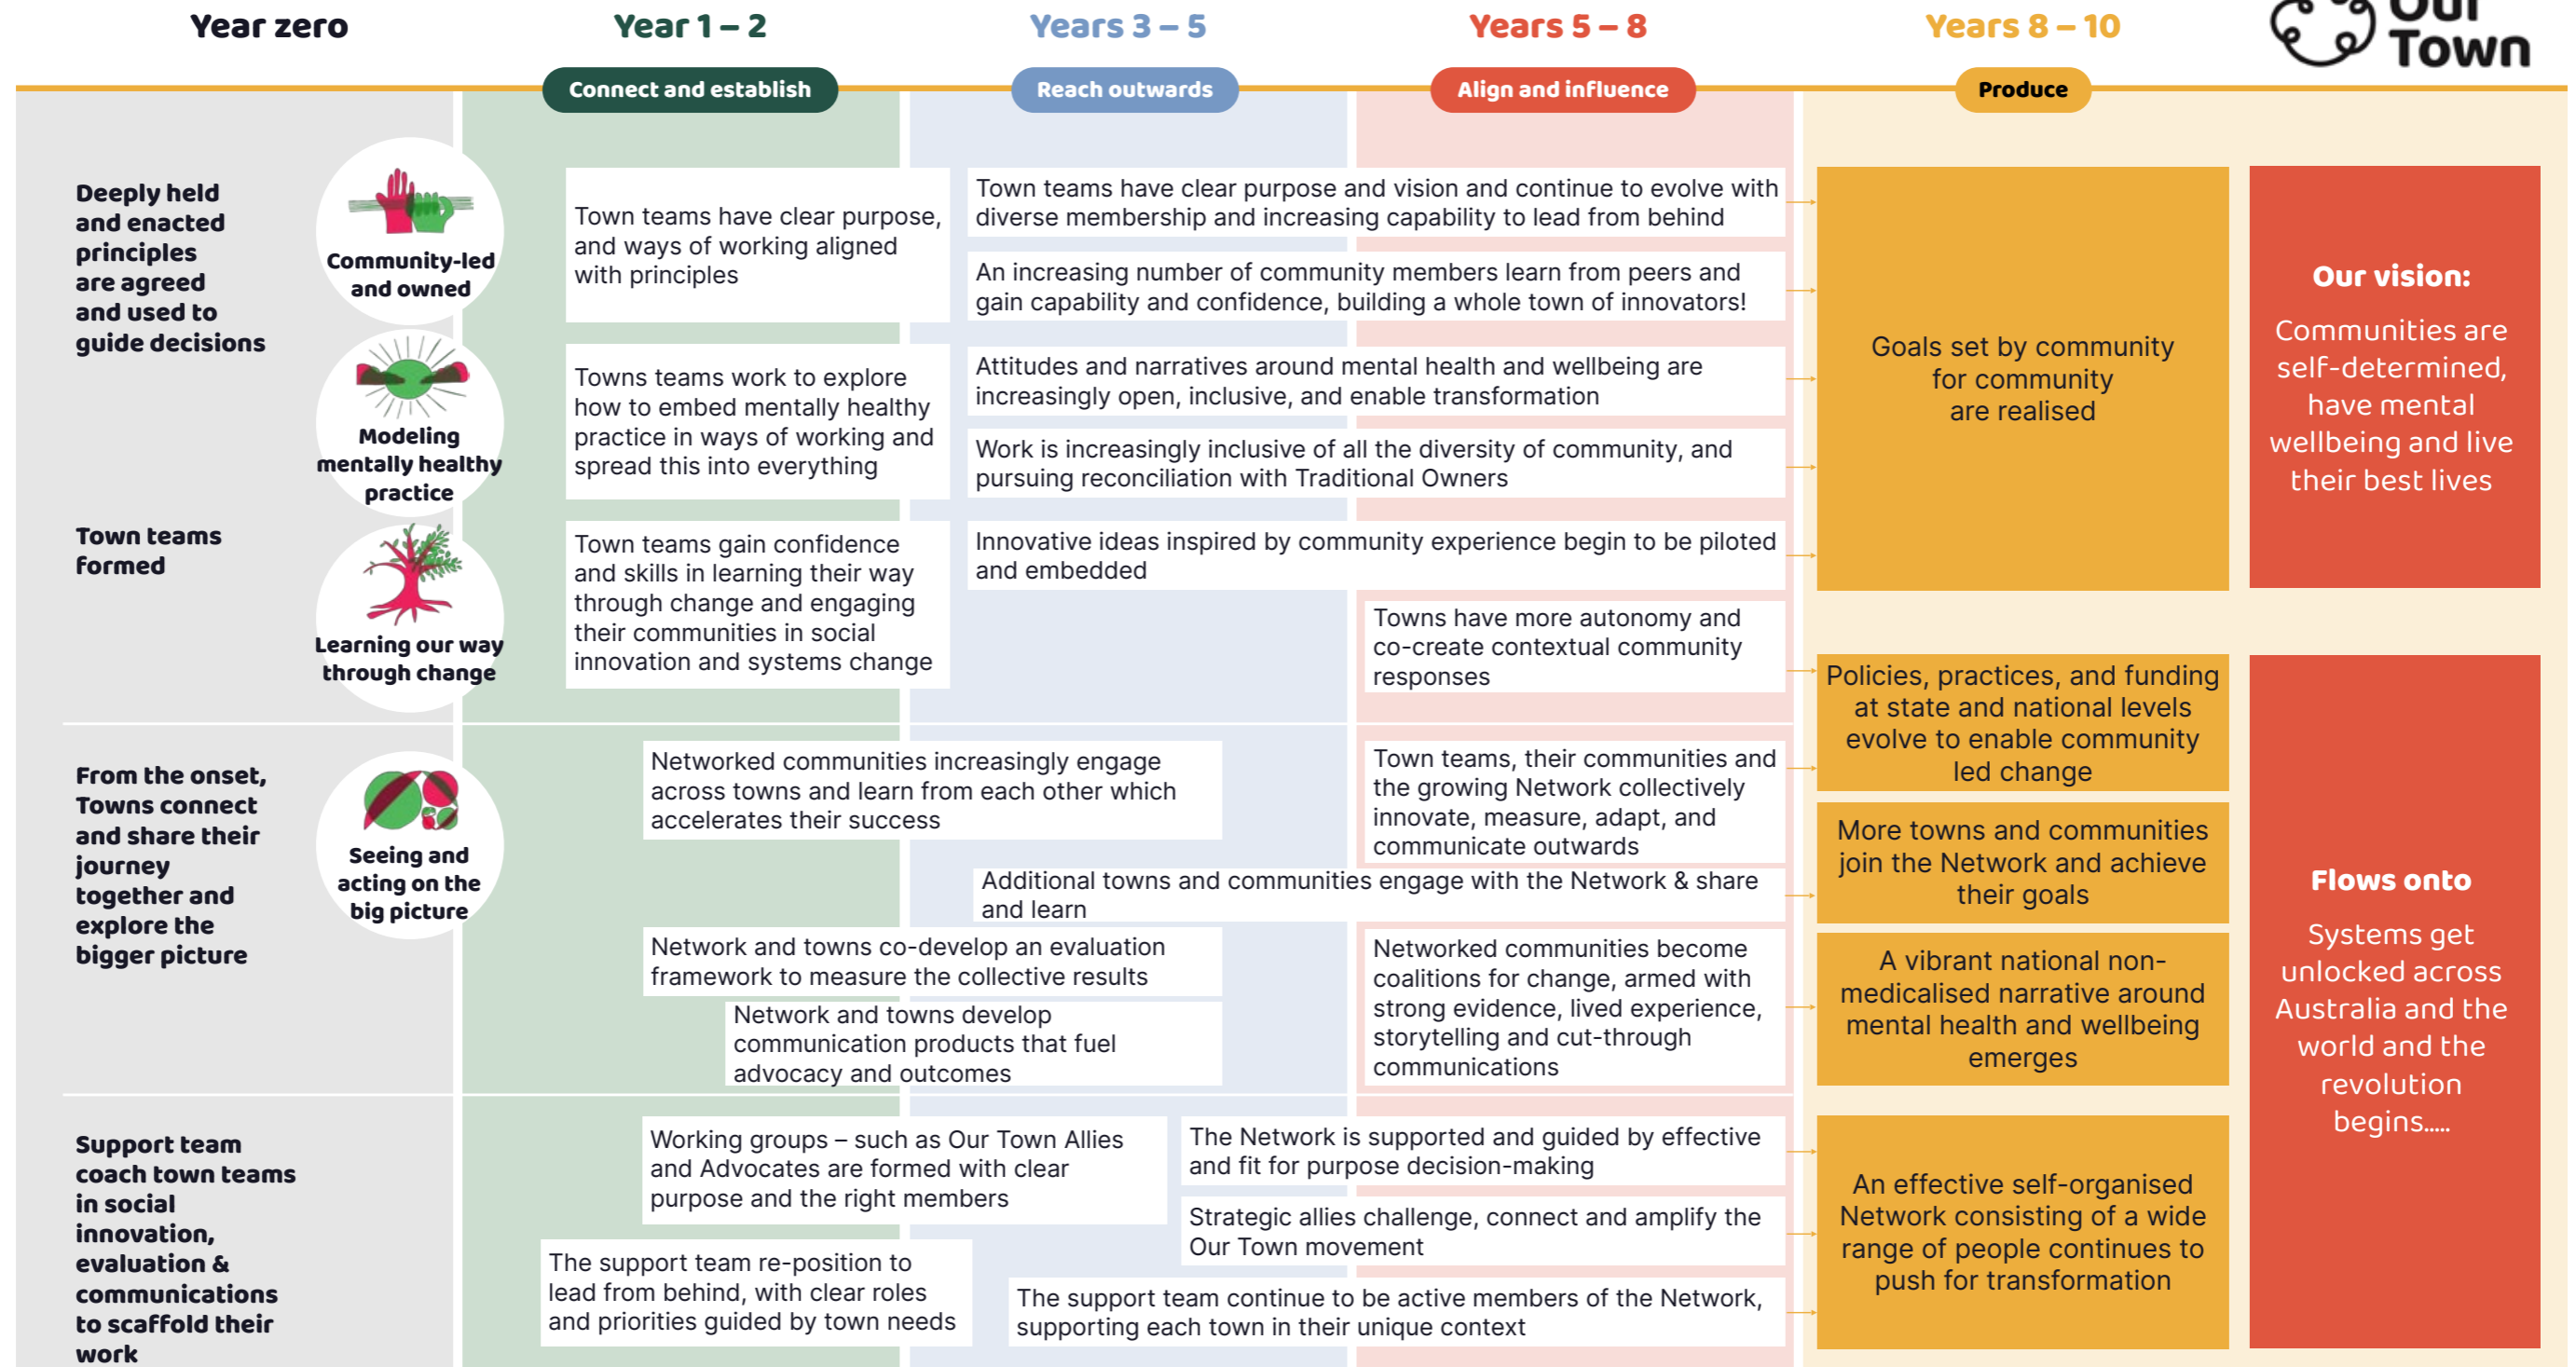 Year zero
Year 1 – 2
Years 3 – 5
Years 5 – 8
Years 8 – 10
Our
Town
Connect and establish
Reach outwards
Align and influence
Produce
Deeply held
and enacted
principles
are agreed
and used to
guide decisions
Community-led
and owned
Town teams have clear purpose,
and ways of working aligned
with principles
Town teams have clear purpose and vision and continue to evolve with
diverse membership and increasing capability to lead from behind
An increasing number of community members learn from peers and
gain capability and confidence, building a whole town of innovators!
Goals set by community
for community
are realised
Our vision:
Communities are
self-determined,
have mental
wellbeing and live
their best lives
Modeling
mentally healthy
practice
Towns teams work to explore
how to embed mentally healthy
practice in ways of working and
spread this into everything
Attitudes and narratives around mental health and wellbeing are
increasingly open, inclusive, and enable transformation
Work is increasingly inclusive of all the diversity of community, and
pursuing reconciliation with Traditional Owners
Town teams
formed
Learning our way
through change
Town teams gain confidence
and skills in learning their way
through change and engaging
their communities in social
innovation and systems change
Innovative ideas inspired by community experience begin to be piloted
and embedded
Towns have more autonomy and
co-create contextual community
responses
Policies, practices, and funding
at state and national levels
evolve to enable community
led change
From the onset,
Towns connect
and share their
journey
together and
explore the
bigger picture
Seeing and
acting on the
big picture
Networked communities increasingly engage
across towns and learn from each other which
accelerates their success
Town teams, their communities and
the growing Network collectively
innovate, measure, adapt, and
communicate outwards
Additional towns and communities engage with the Network & share
and learn
More towns and communities
join the Network and achieve
their goals
Network and towns co-develop an evaluation
framework to measure the collective results
Network and towns develop
communication products that fuel
advocacy and outcomes
Networked communities become
coalitions for change, armed with
strong evidence, lived experience,
storytelling and cut-through
communications
A vibrant national non-
medicalised narrative around
mental health and wellbeing
emerges
Flows onto
Systems get
unlocked across
Australia and the
world and the
revolution
begins.....
Support team
coach town teams
in social
innovation,
evaluation &
communications
to scaffold their
work
Working groups – such as Our Town Allies
and Advocates are formed with clear
purpose and the right members
The support team re-position to
lead from behind, with clear roles
and priorities guided by town needs
The Network is supported and guided by effective
and fit for purpose decision-making
Strategic allies challenge, connect and amplify the
Our Town movement
The support team continue to be active members of the Network,
supporting each town in their unique context
An effective self-organised
Network consisting of a wide
range of people continues to
push for transformation